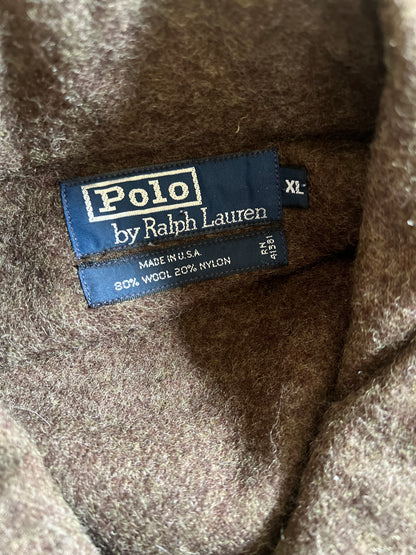 Polo
by Ralph Lauren
XL
MADE IN U.S.A.
80% WOOL 20% NYLON
RN
41381